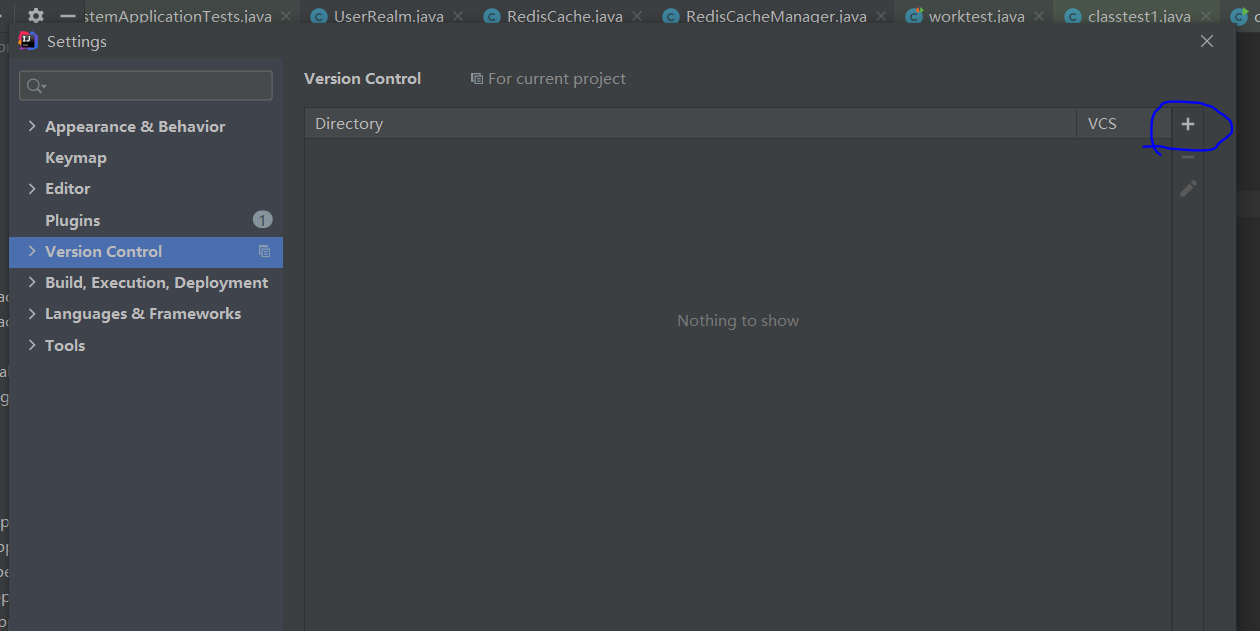 stemApplicationTests.java UserRealm.java RedisCache.java RedisCacheManager.java worktest.java classtest1.java
Settings
Version Control For current project
Directory VCS
Appearance & Behavior
Keymap
Editor
Plugins 1
Version Control
Build, Execution, Deployment
Languages & Frameworks
Tools
Nothing to show